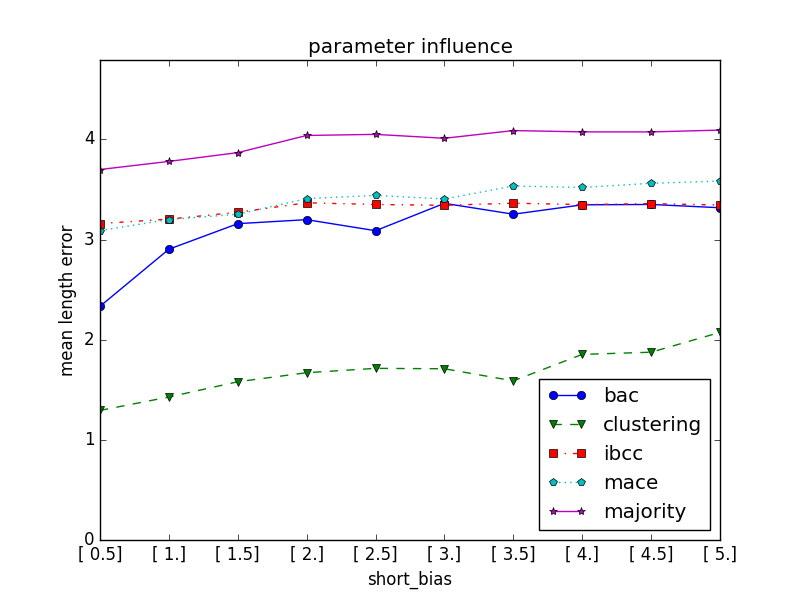 parameter influence
mean length error
4
3
2
1
0
[ 0.5] [ 1.] [ 1.5] [ 2.] [ 2.5] [ 3.] [ 3.5] [ 4.] [ 4.5] [ 5.]
short_bias
bac
clustering
ibcc
mace
majority